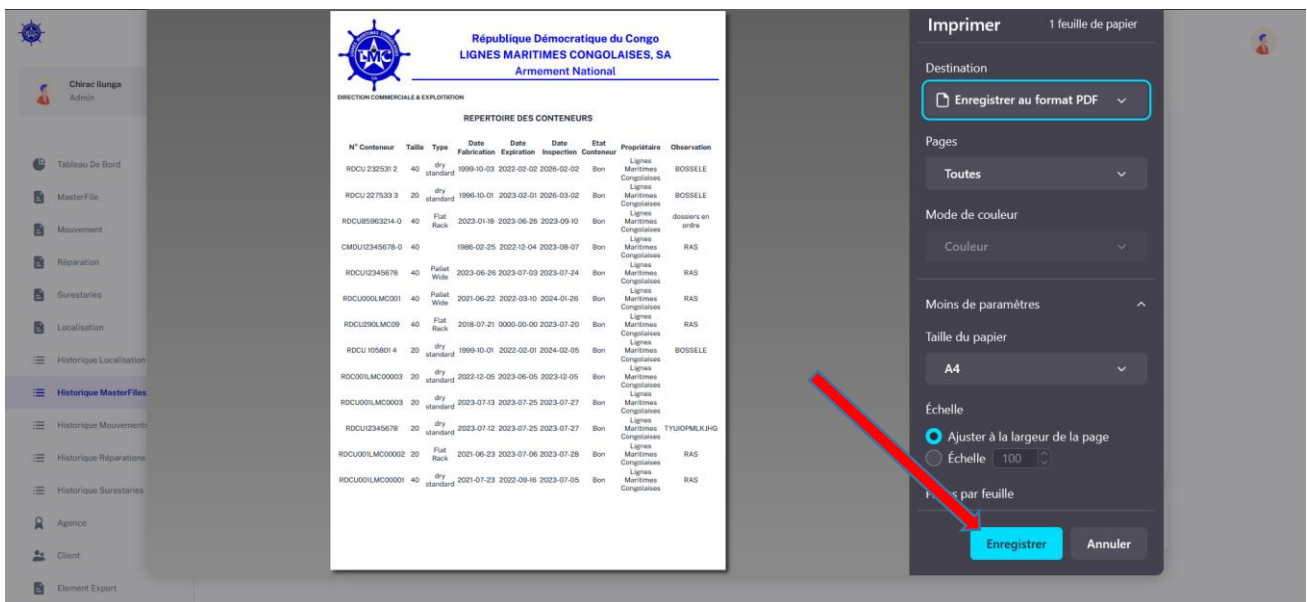 Chirac Ilunga
Admin
Tableau De Bord
MasterFile
Mouvement
Réparation
Surestaries
Localisation
Historique Localisation
Historique MasterFiles
Historique Mouvements
Historique Réparations
Historique Surestaries
Agence
Client
Element Export
LMC
SA
République Démocratique du Congo
LIGNES MARITIMES CONGOLAISES, SA
Armement National
DIRECTION COMMERCIALE & EXPLOITATION
REPERTOIRE DES CONTENEURS
N° Conteneur Taille Type Date Fabrication Date Expiration Date Inspection Etat Conteneur Propriétaire Observation
RDCU 232531 2 40 dry standard 1999-10-03 2022-02-02 2026-02-02 Bon Lignes Maritimes Congolaises BOSSELE
RDCU 227533 3 20 dry standard 1996-10-01 2023-02-01 2026-03-02 Bon Lignes Maritimes Congolaises BOSSELE
RDCU85963214-0 40 Flat Rack 2023-01-18 2023-06-26 2023-09-10 Bon Lignes Maritimes Congolaises dossiers en ordre
CMDU12345678-0 40 1986-02-25 2022-12-04 2023-08-07 Bon Lignes Maritimes Congolaises RAS
RDCU12345678 40 Pallet Wide 2023-06-26 2023-07-03 2023-07-24 Bon Lignes Maritimes Congolaises RAS
RDCU000LMC001 40 Pallet Wide 2021-06-22 2022-03-10 2024-01-26 Bon Lignes Maritimes Congolaises RAS
RDCU290LMC09 40 Flat Rack 2018-07-21 0000-00-00 2023-07-20 Bon Lignes Maritimes Congolaises RAS
RDCU 105801 4 20 dry standard 1999-10-01 2022-02-01 2024-02-05 Bon Lignes Maritimes Congolaises BOSSELE
RDC001LMC00003 20 dry standard 2022-12-05 2023-06-05 2023-12-05 Bon Lignes Maritimes Congolaises
RDCU001LMC0003 20 dry standard 2023-07-13 2023-07-25 2023-07-27 Bon Lignes Maritimes Congolaises
RDCU12345678 20 dry standard 2023-07-12 2023-07-25 2023-07-27 Bon Lignes Maritimes Congolaises TYUIOPMLKJHG
RDCU001LMC00002 20 Flat Rack 2021-06-23 2023-07-06 2023-07-28 Bon Lignes Maritimes Congolaises RAS
RDCU001LMC00001 40 dry standard 2021-07-23 2022-09-16 2023-07-05 Bon Lignes Maritimes Congolaises RAS
Imprimer 1 feuille de papier
Destination
Enregistrer au format PDF
Pages
Toutes
Mode de couleur
Couleur
Moins de paramètres
Taille du papier
A4
Échelle
Ajuster à la largeur de la page
Échelle 100
par feuille
Enregistrer Annuler